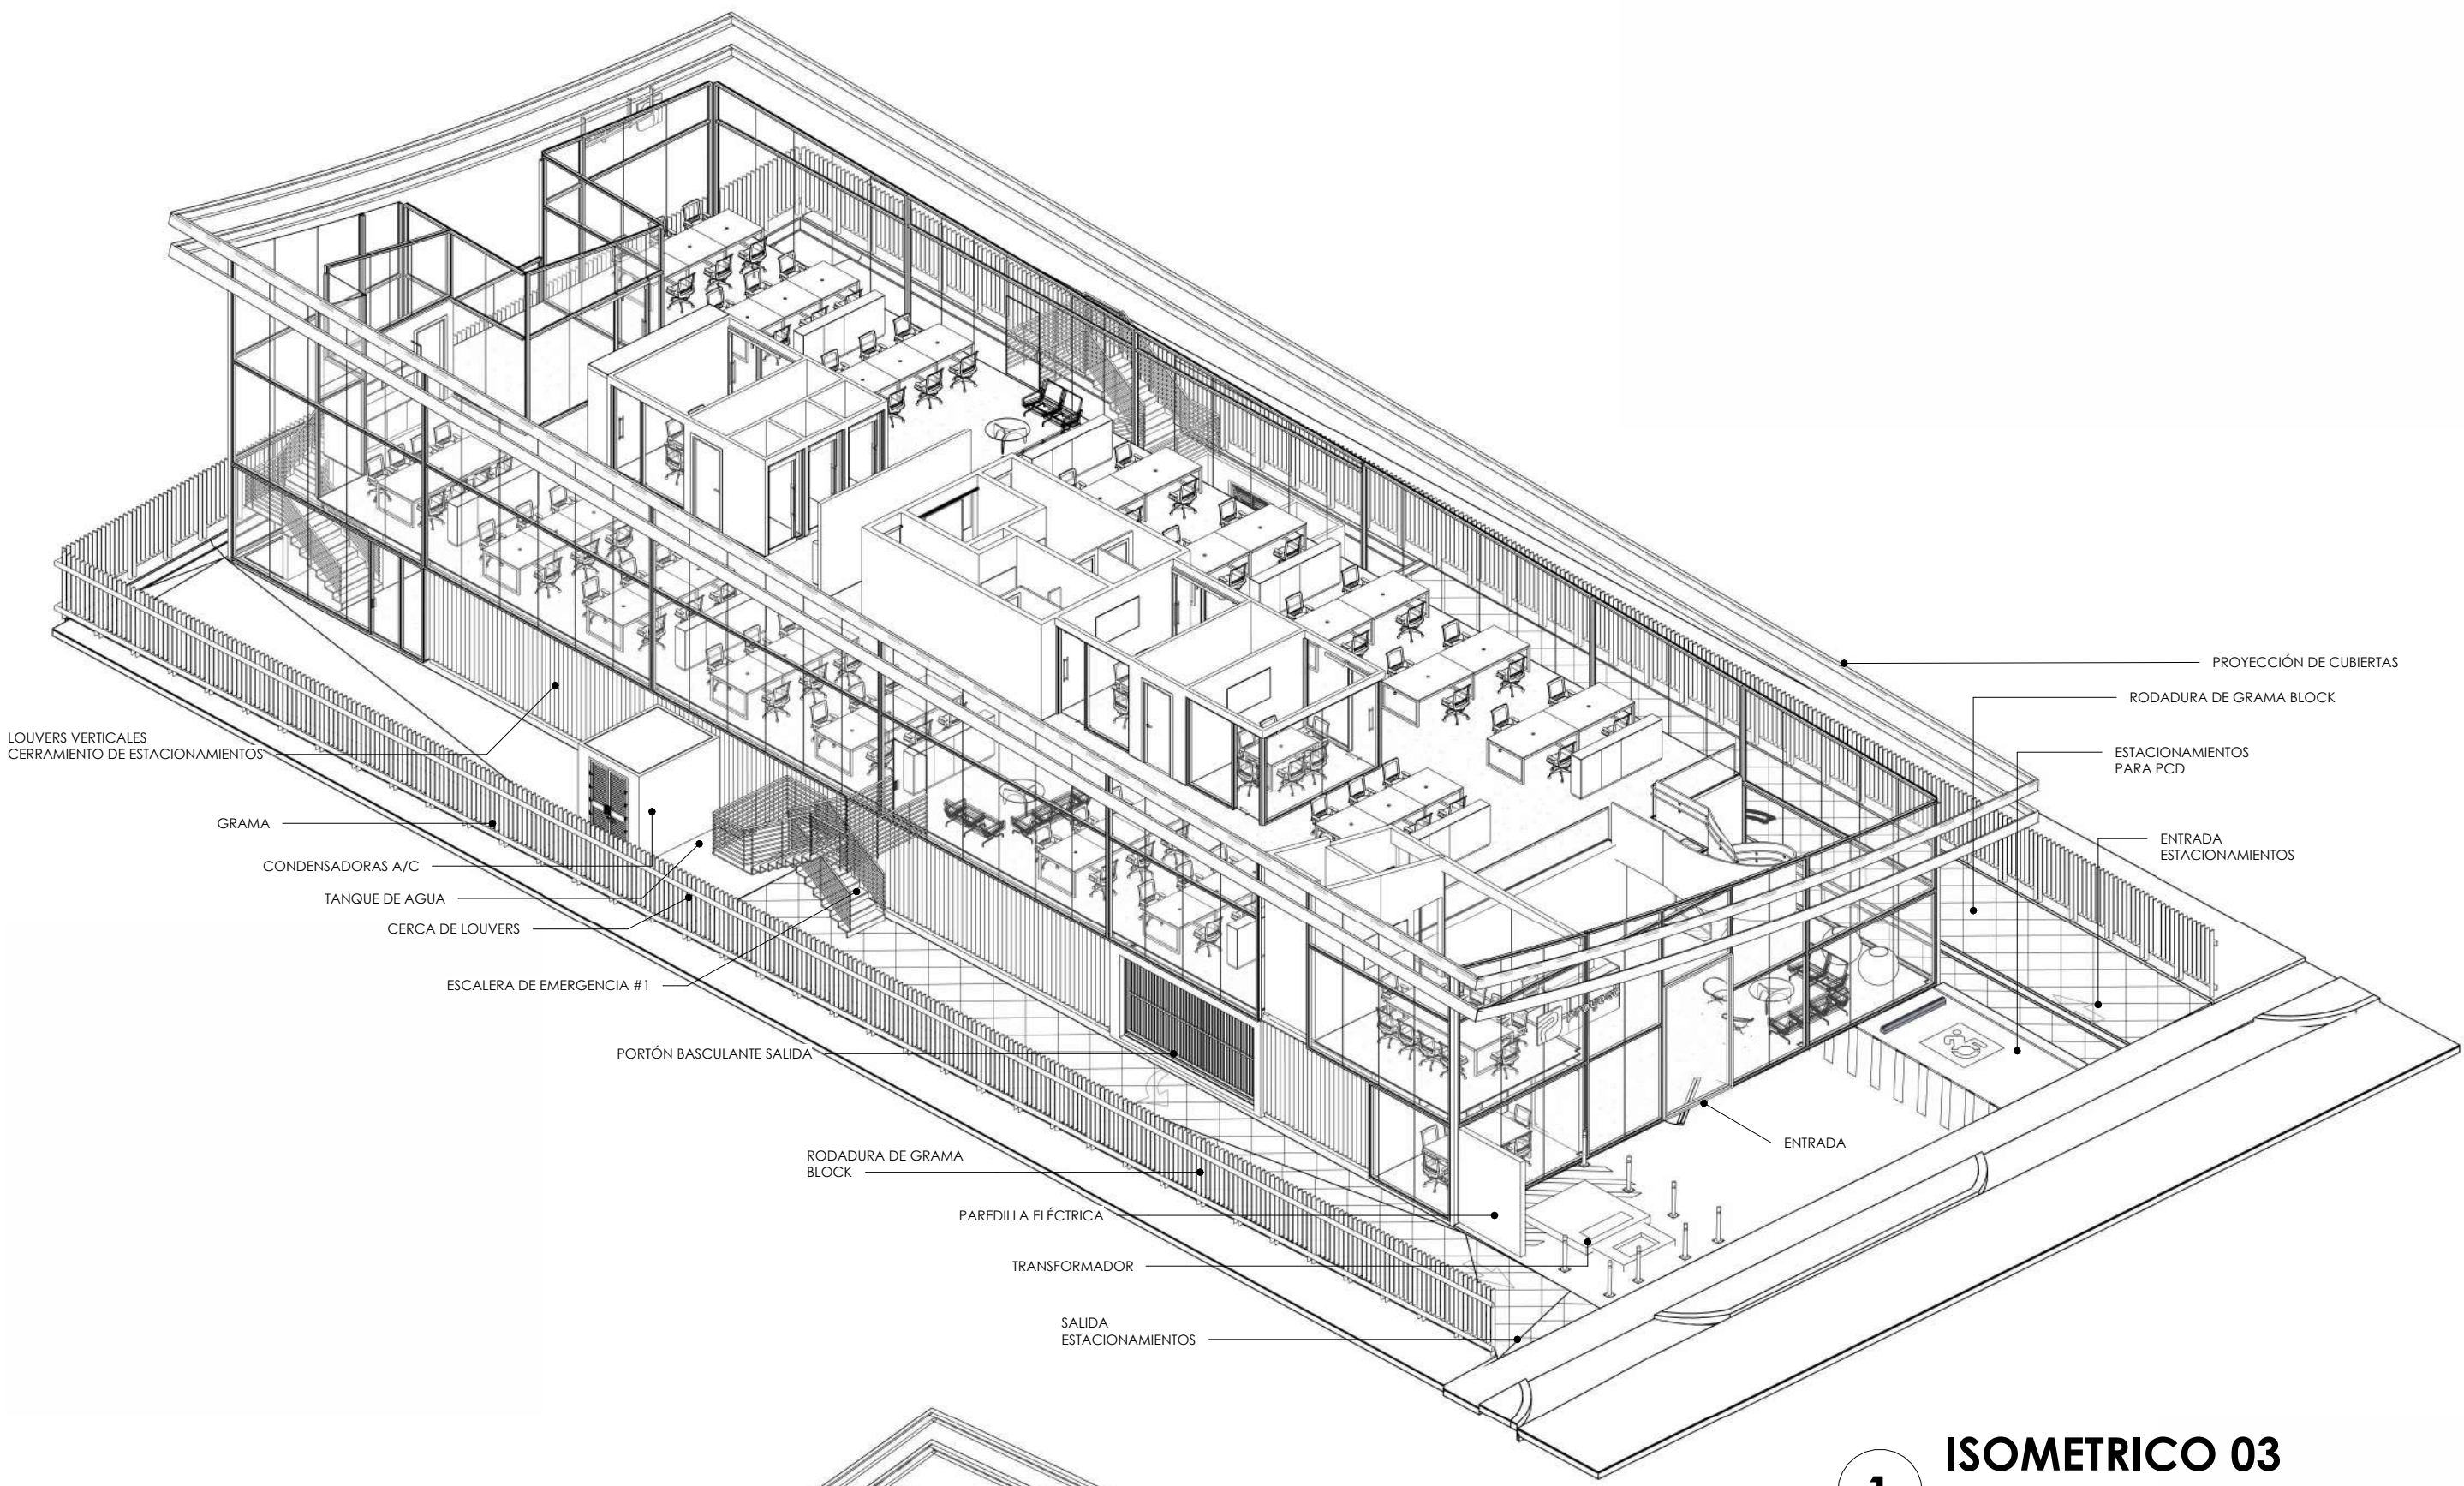 PROYECCIÓN DE CUBIERTAS
RODADURA DE GRAMA BLOCK
ESTACIONAMIENTOS
PARA PCD
ENTRADA
ESTACIONAMIENTOS
LOUVERS VERTICALES
CERRAMIENTO DE ESTACIONAMIENTOS
GRAMA
CONDENSADORAS A/C
TANQUE DE AGUA
CERCA DE LOUVERS
ESCALERA DE EMERGENCIA #1
PORTÓN BASCULANTE SALIDA
ENTRADA
RODADURA DE GRAMA
BLOCK
PAREDILLA ELÉCTRICA
TRANSFORMADOR
SALIDA
ESTACIONAMIENTOS
1
ISOMETRICO 03